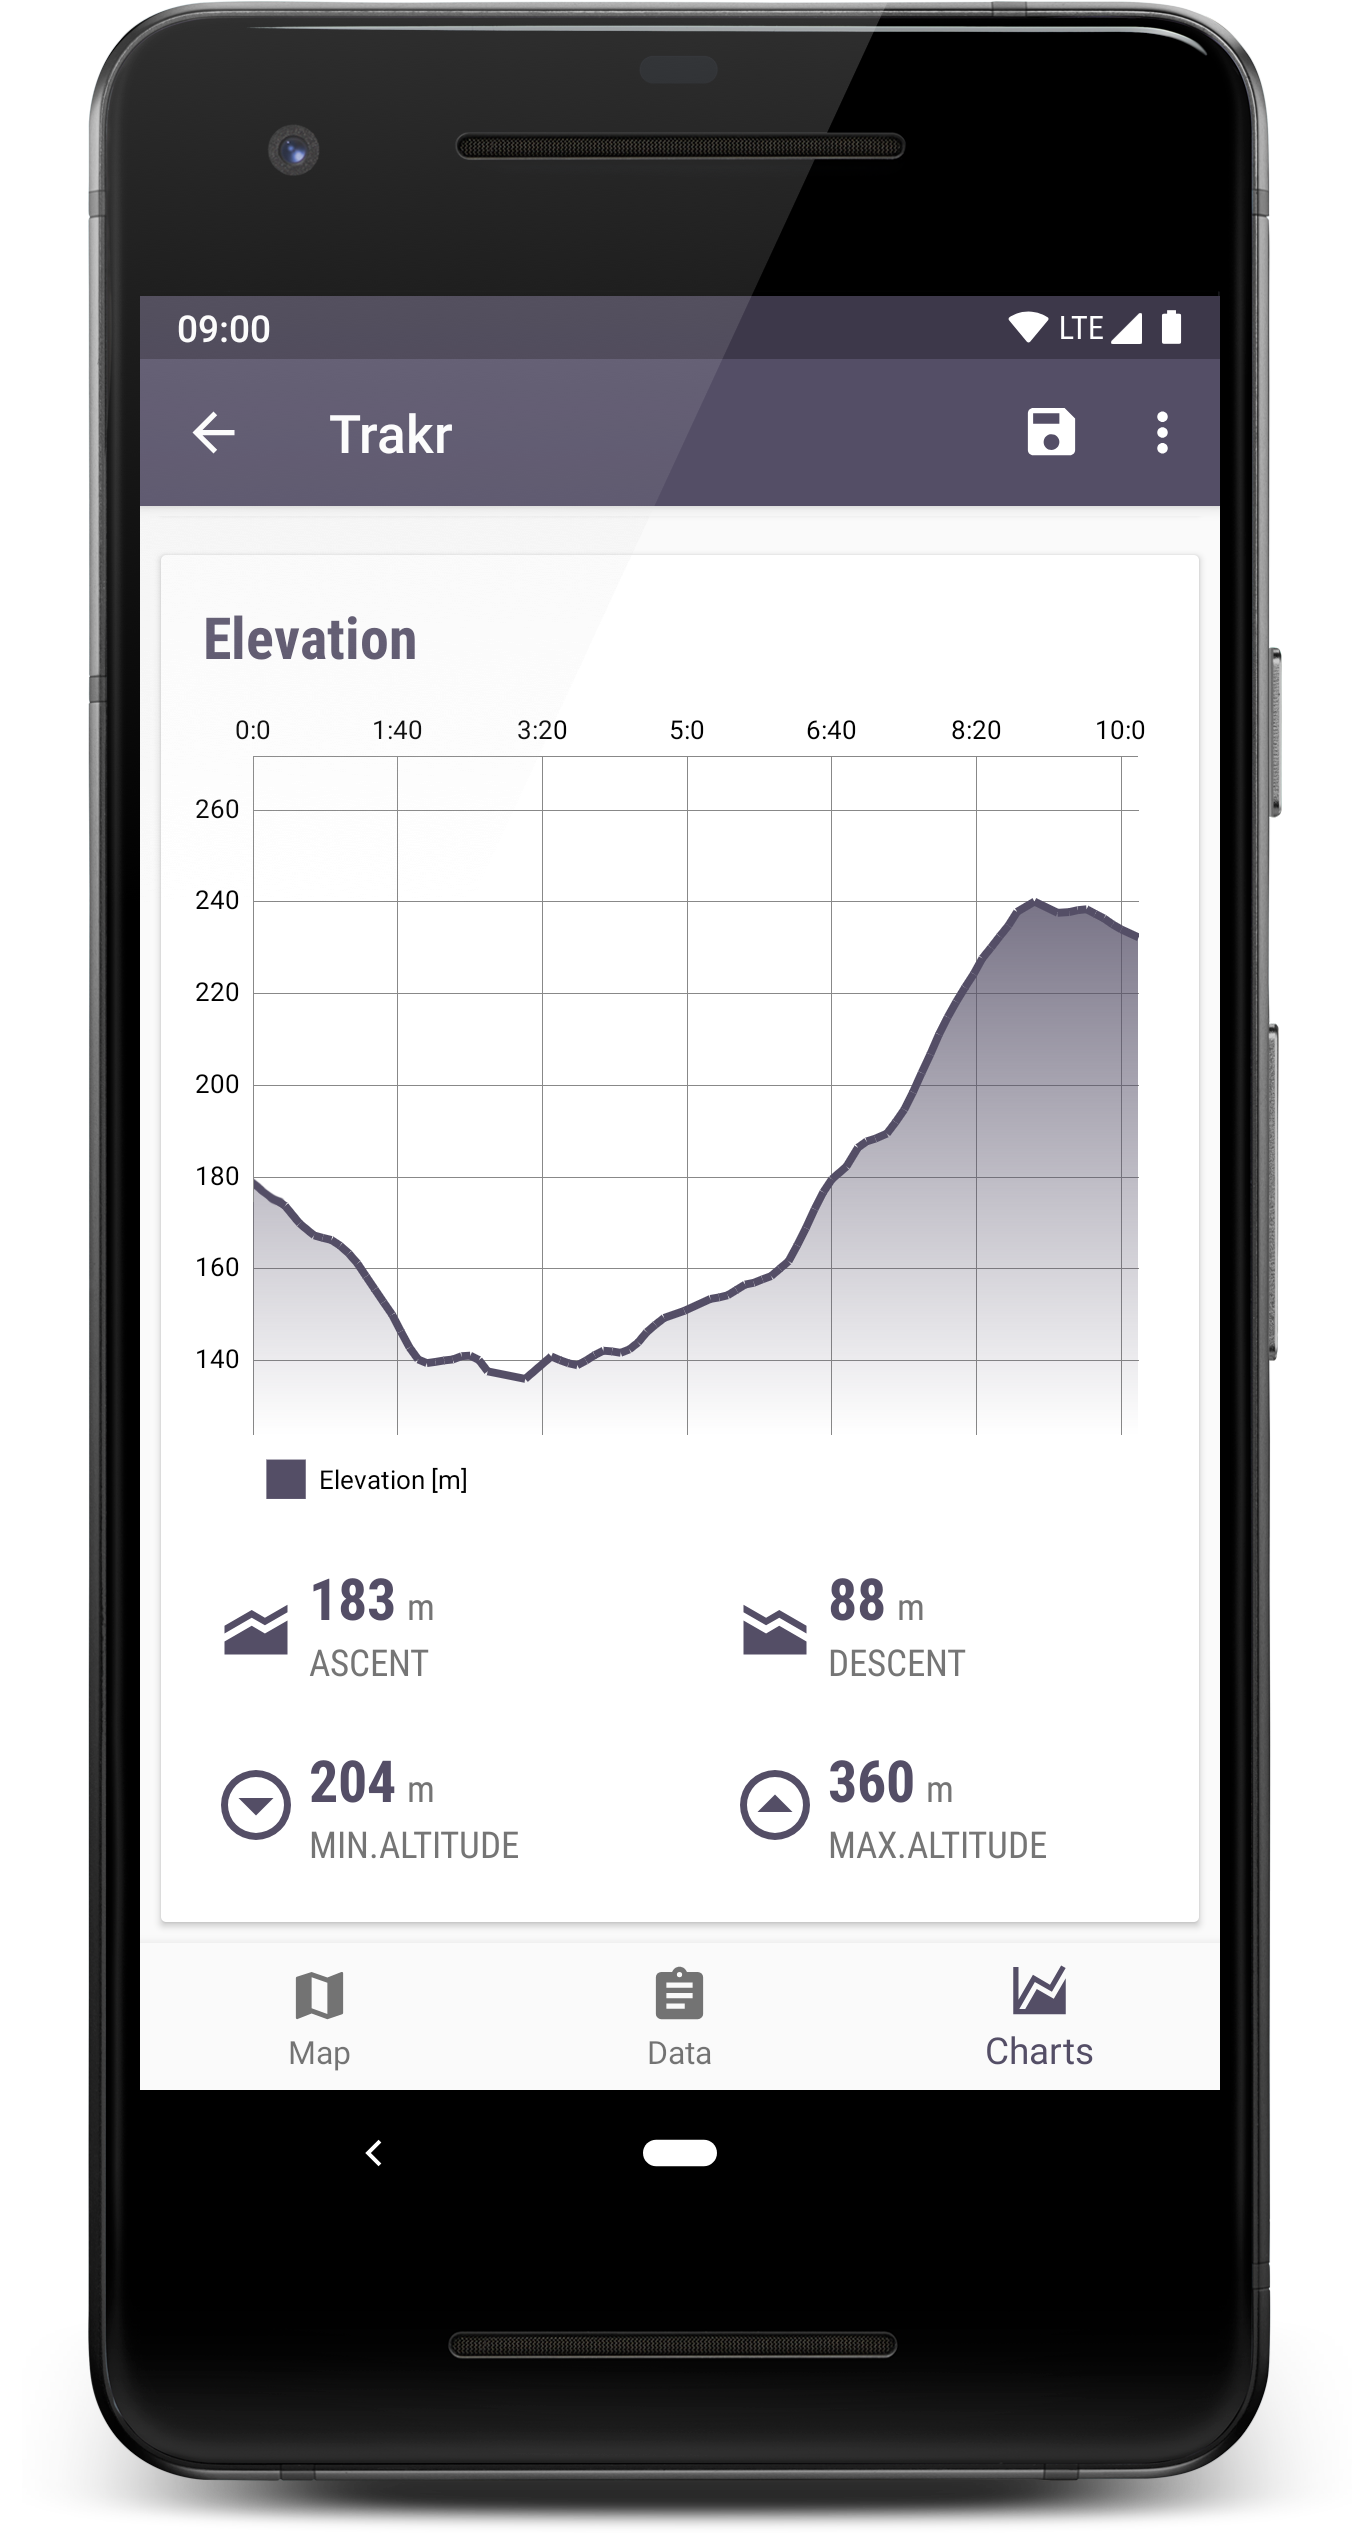 09:00 LTE
Trakr
Elevation
0:0 1:40 3:20 5:0 6:40 8:20 10:0
260
240
220
200
180
160
140
Elevation [m]
183 m 88 m
ASCENT DESCENT
204 m 360 m
MIN.ALTITUDE MAX.ALTITUDE
Map Data Charts